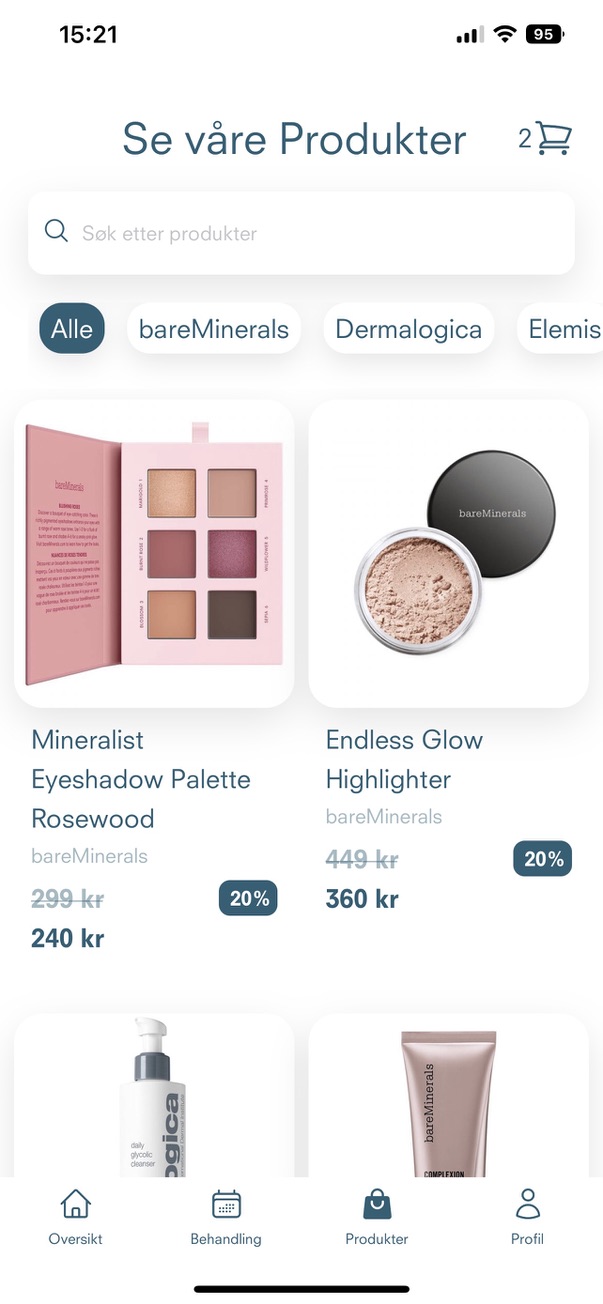 15:21
95
Se våre Produkter
2
Søk etter produkter
Alle
bareMinerals
Dermalogica
Elemis
bareMinerals
MARIGOLD 1
PRIMROSE 4
BURNT ROSE 2
WILDFLOWER 5
BLOSSOM 3
SEPIA 6
bareMinerals
Mineralist
Eyeshadow Palette
Rosewood
bareMinerals
299 kr
20%
240 kr
Endless Glow
Highlighter
bareMinerals
449 kr
20%
360 kr
daily
glycolic
cleanser
ogica
bareMinerals
COMPLEXION
Oversikt
Behandling
Produkter
Profil